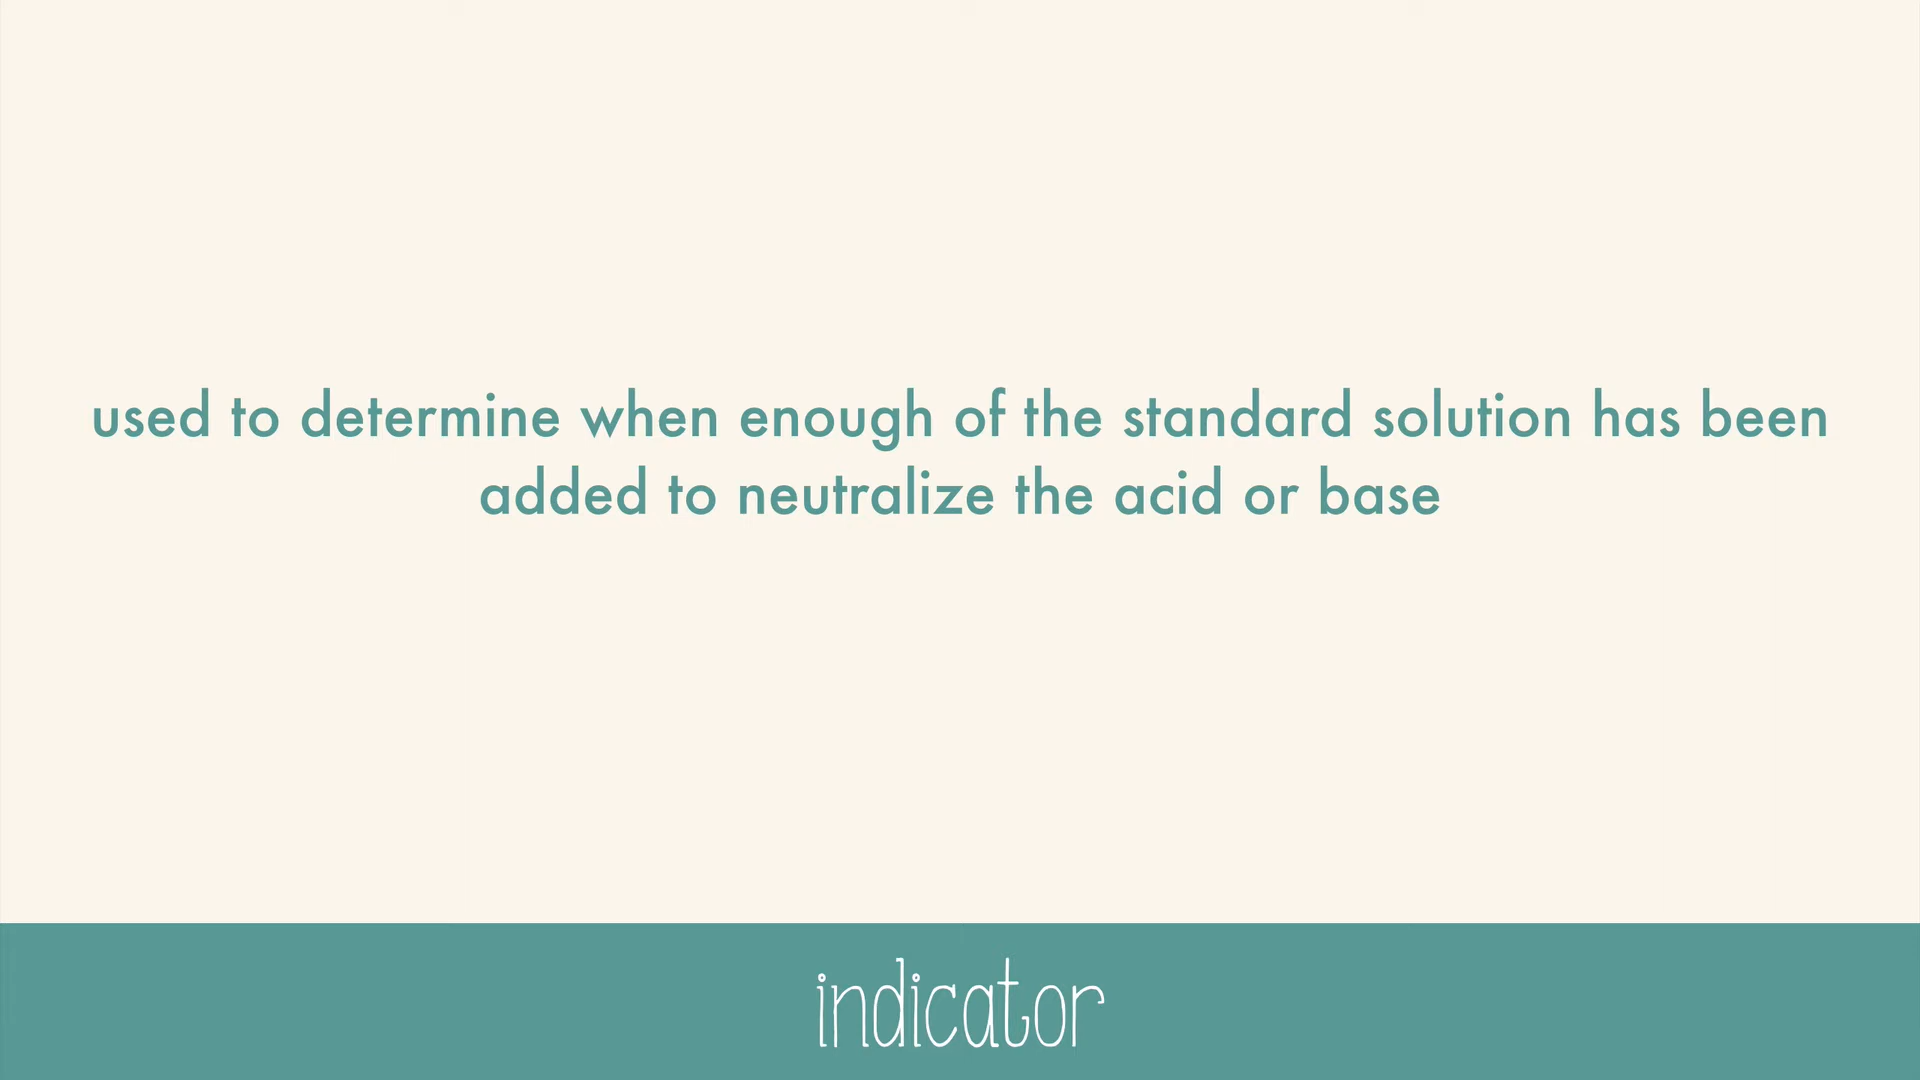 used to determine when enough of the standard solution has been
added to neutralize the acid or base
indicator